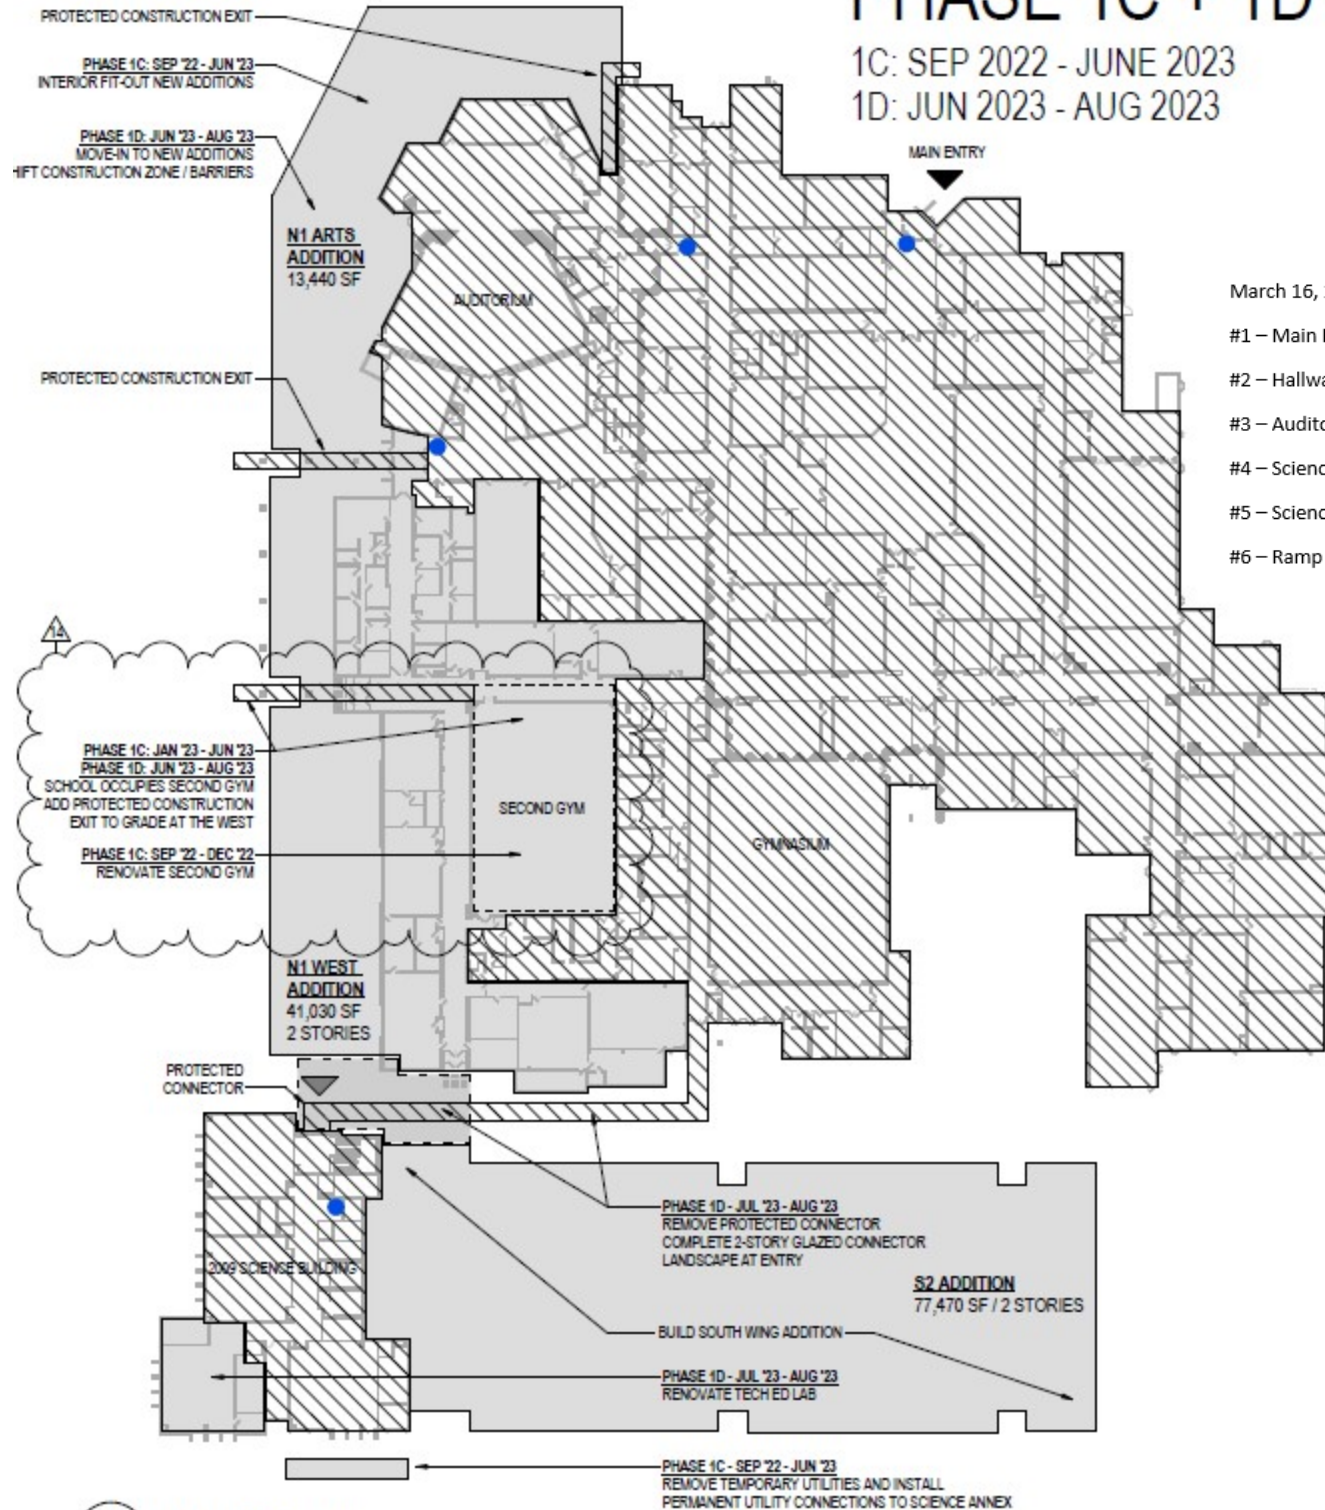 PHASE 1C + 1D
1C: SEP 2022 - JUNE 2023
1D: JUN 2023 - AUG 2023
PROTECTED CONSTRUCTION EXIT
PHASE 1C: SEP '22 - JUN '23
INTERIOR FIT-OUT NEW ADDITIONS
PHASE 1D: JUN '23 - AUG '23
MOVE-IN TO NEW ADDITIONS
HIFT CONSTRUCTION ZONE / BARRIERS
MAIN ENTRY
N1 ARTS
ADDITION
13,440 SF
AUDITORIUM
March 16,
#1 – Main
#2 – Hallwa
#3 – Audito
#4 – Scienc
#5 – Scienc
#6 – Ramp
PROTECTED CONSTRUCTION EXIT
14
PHASE 1C: JAN '23 - JUN '23
PHASE 1D: JUN '23 - AUG '23
SCHOOL OCCUPIES SECOND GYM
ADD PROTECTED CONSTRUCTION
EXIT TO GRADE AT THE WEST
PHASE 1C: SEP '22 - DEC '22
RENOVATE SECOND GYM
SECOND GYM
GYMNASIUM
N1 WEST
ADDITION
41,030 SF
2 STORIES
PROTECTED
CONNECTOR
PHASE 1D - JUL '23 - AUG '23
REMOVE PROTECTED CONNECTOR
COMPLETE 2-STORY GLAZED CONNECTOR
LANDSCAPE AT ENTRY
2009 SCIENCE BUILDING
S2 ADDITION
77,470 SF / 2 STORIES
BUILD SOUTH WING ADDITION
PHASE 1D - JUL '23 - AUG '23
RENOVATE TECH ED LAB
PHASE 1C - SEP '22 - JUN '23
REMOVE TEMPORARY UTILITIES AND INSTALL
PERMANENT UTILITY CONNECTIONS TO SCIENCE ANNEX